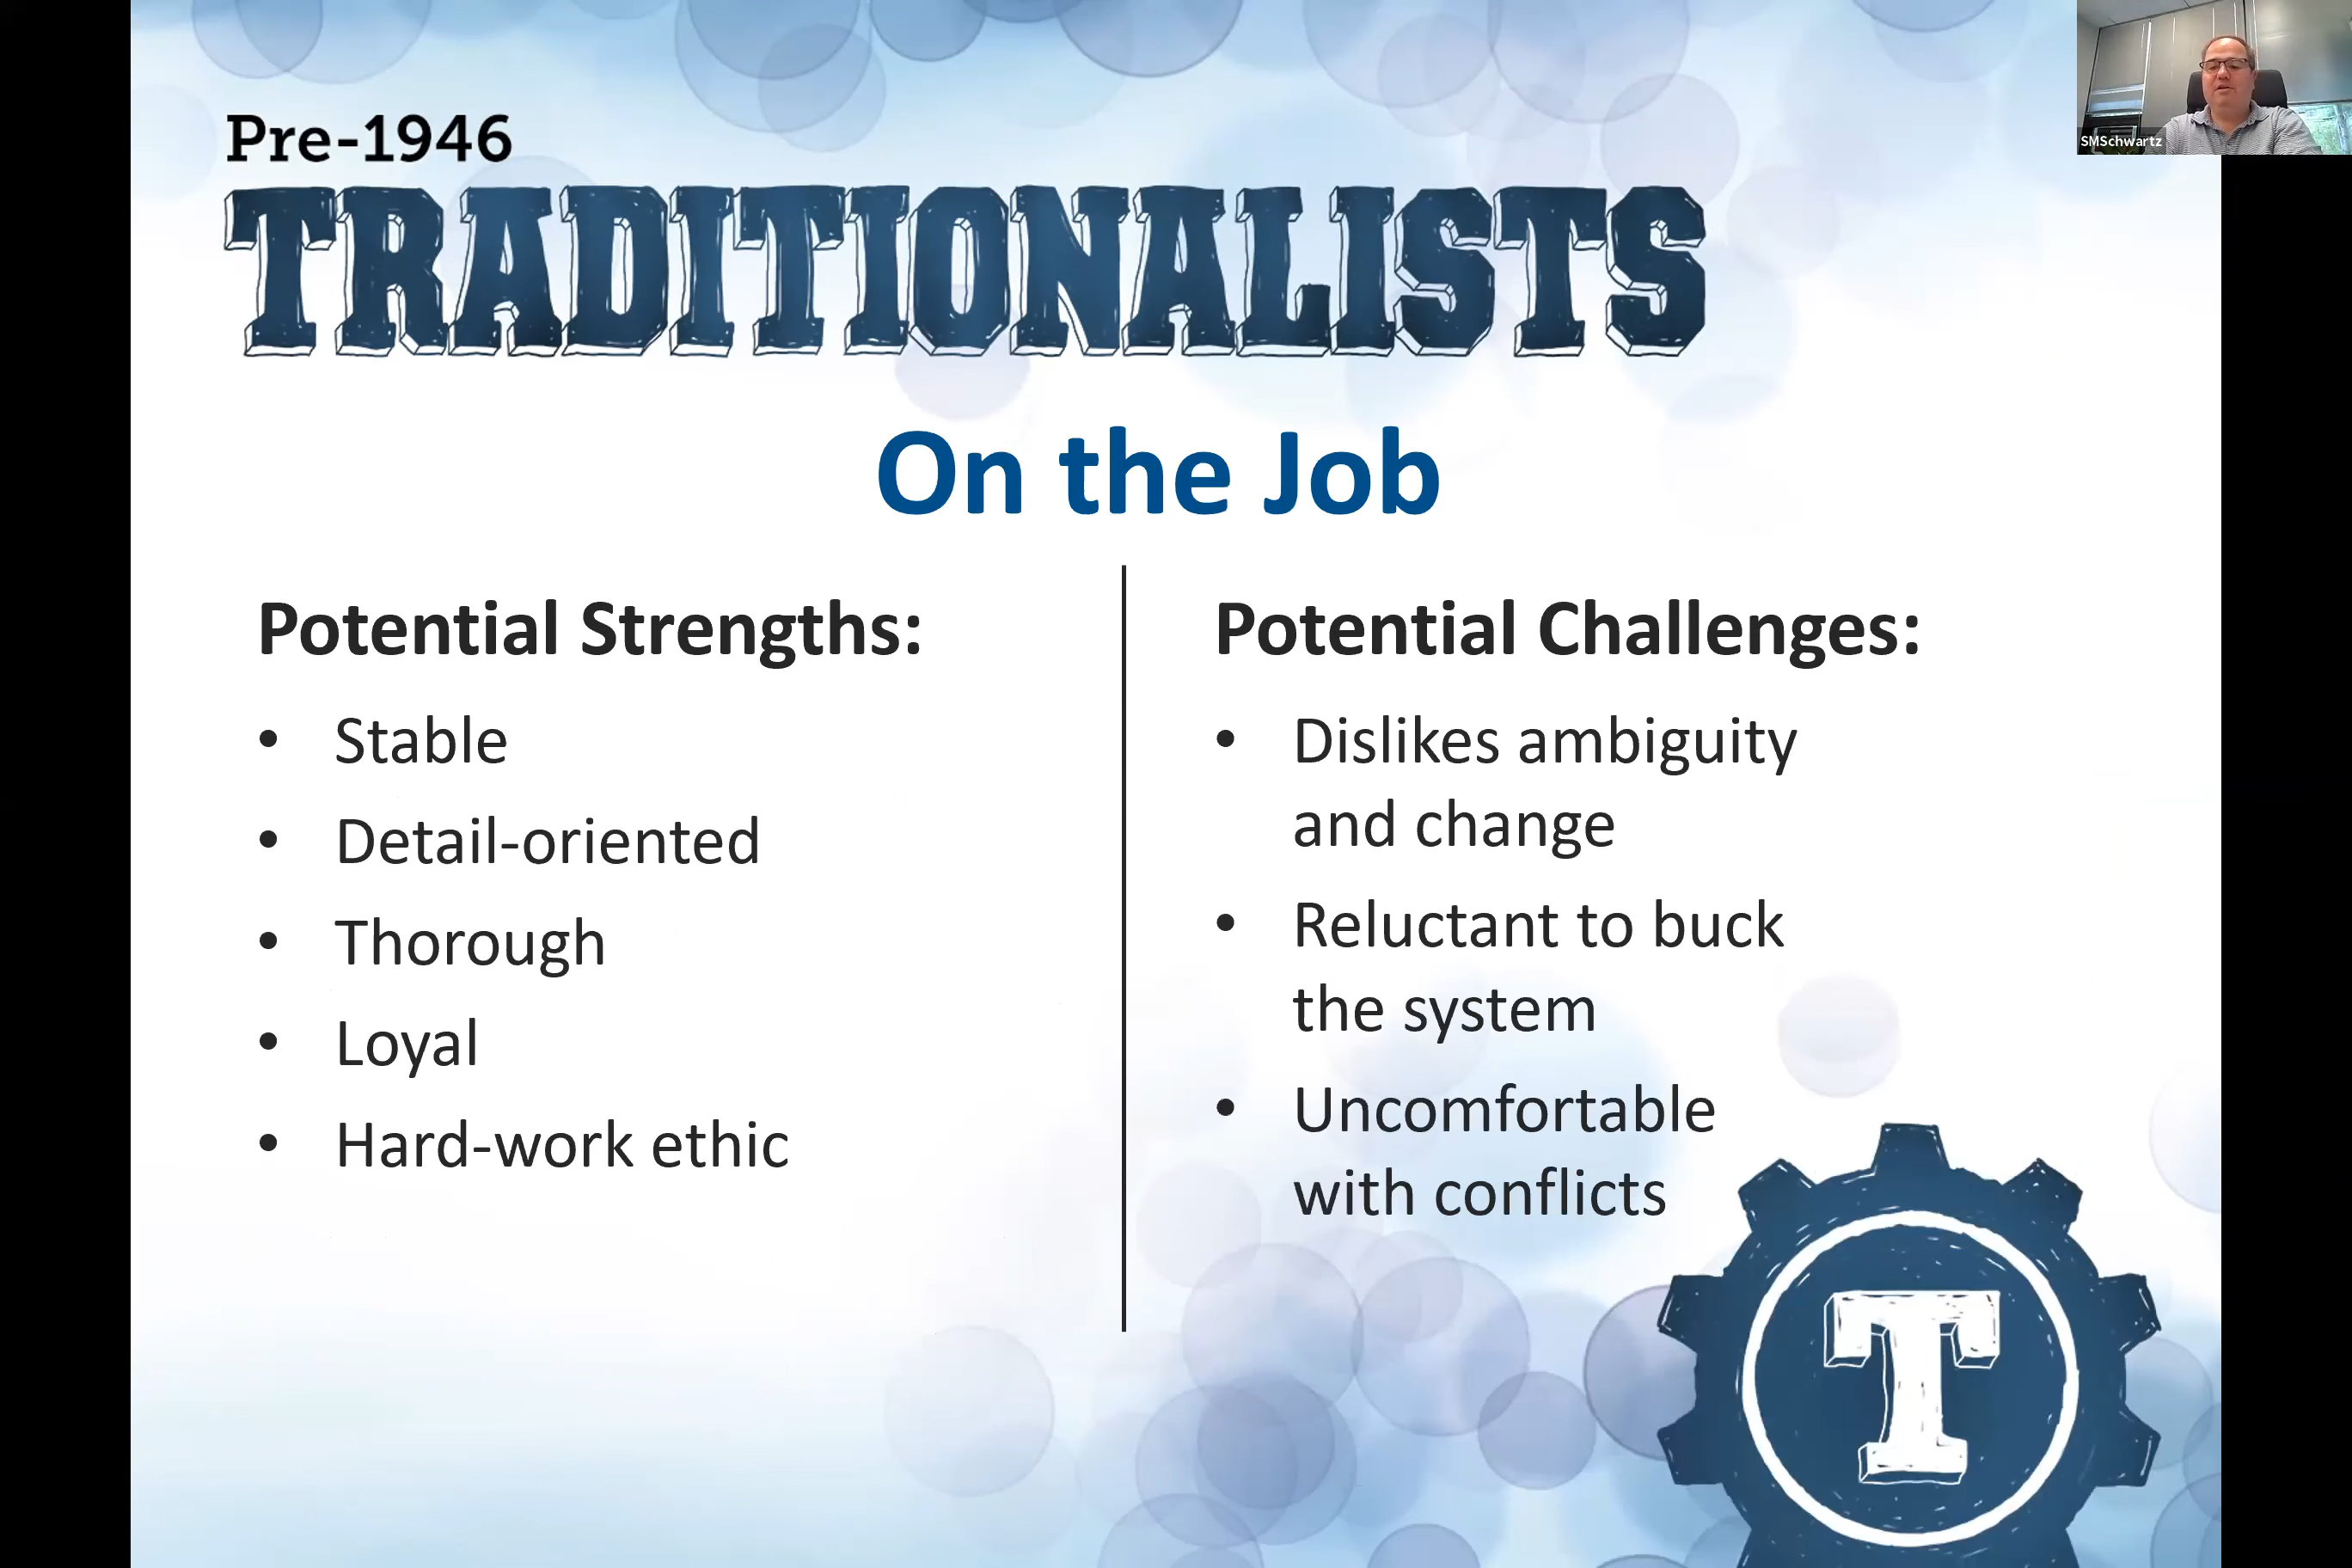 Pre-1946
TRADITIONALISTS
On the Job
Potential Strengths:
• Stable
• Detail-oriented
• Thorough
• Loyal
• Hard-work ethic
Potential Challenges:
• Dislikes ambiguity
and change
• Reluctant to buck
the system
• Uncomfortable
with conflicts
T
SMSchwartz